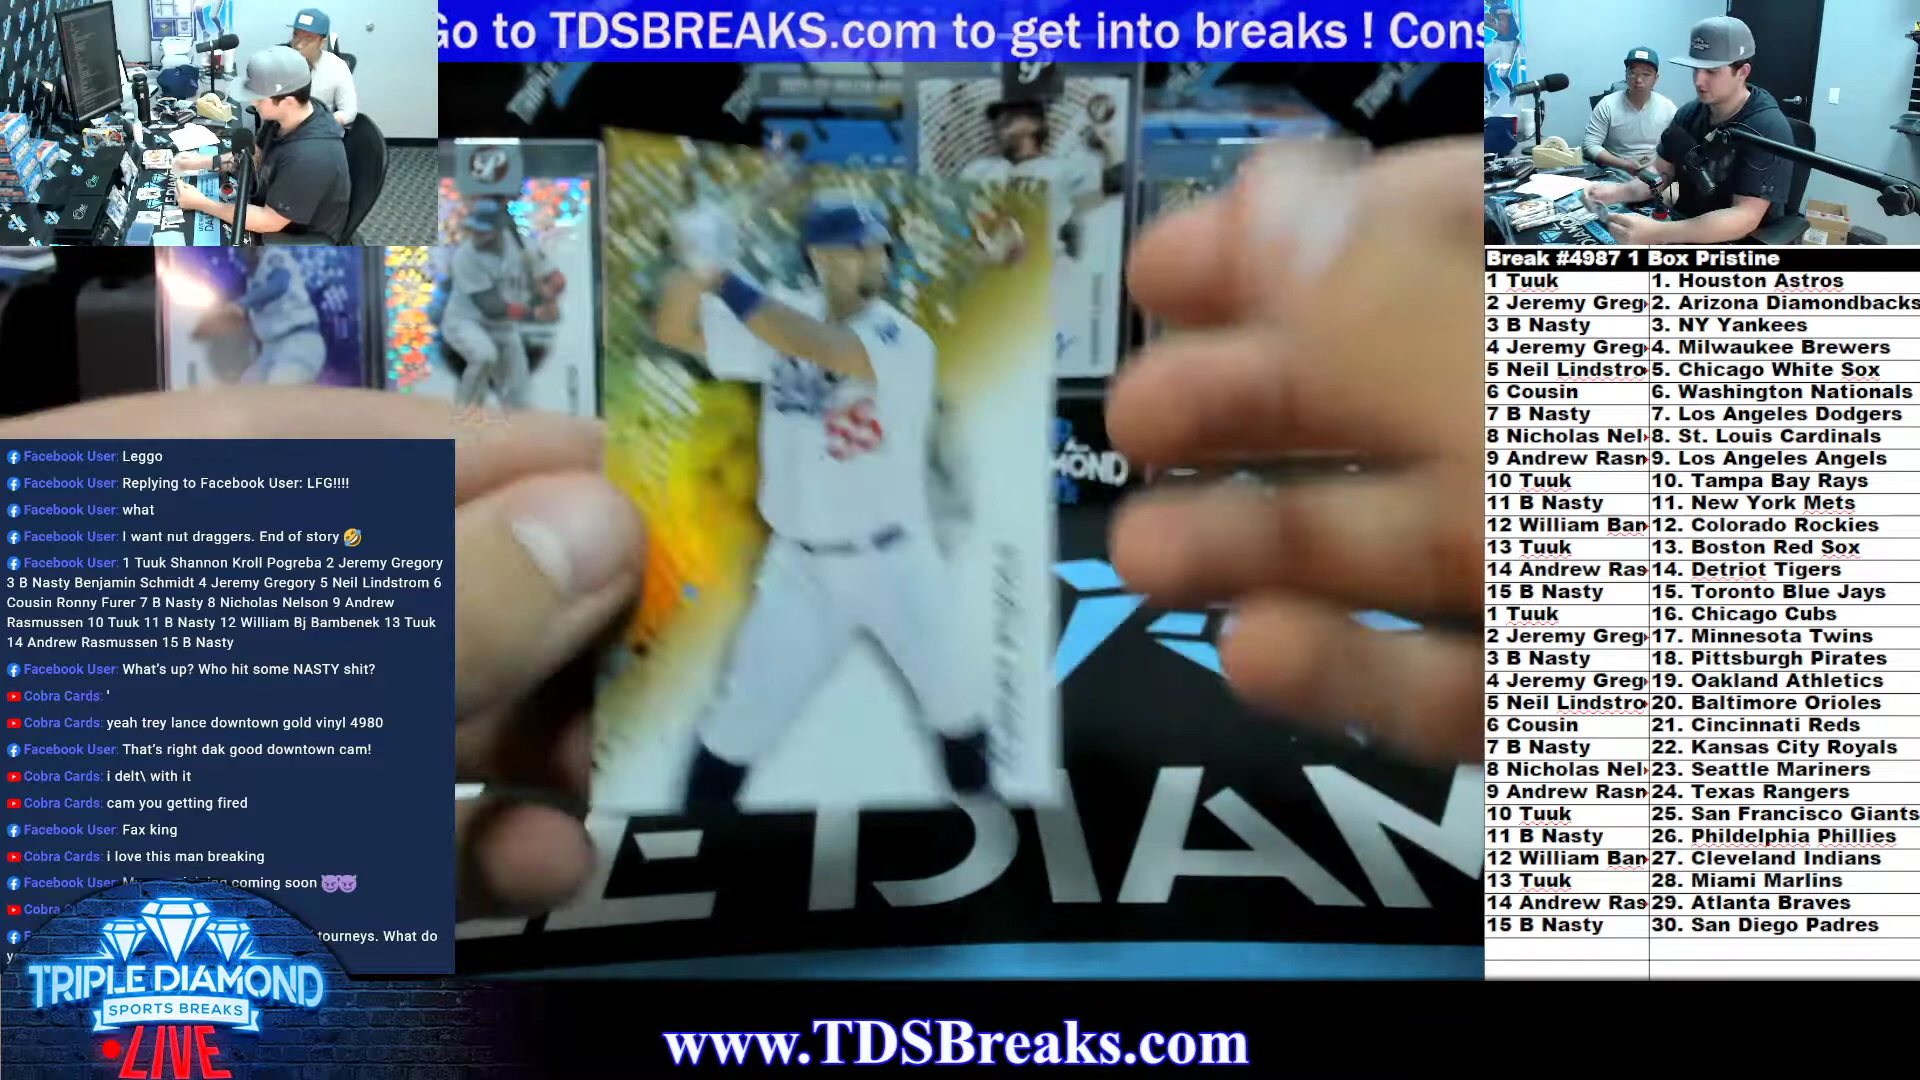 Go to TDSBREAKS.com to get into breaks ! Cons
55
MOND
LE DIAM
Facebook User: Leggo
Facebook User: Replying to Facebook User: LFG!!!!
Facebook User: what
Facebook User: I want nut draggers. End of story 🤣
Facebook User: 1 Tuuk Shannon Kroll Pogreba 2 Jeremy Gregory
3 B Nasty Benjamin Schmidt 4 Jeremy Gregory 5 Neil Lindstrom 6
Cousin Ronny Furer 7 B Nasty 8 Nicholas Nelson 9 Andrew
Rasmussen 10 Tuuk 11 B Nasty 12 William Bj Bambenek 13 Tuuk
14 Andrew Rasmussen 15 B Nasty
Facebook User: What's up? Who hit some NASTY shit?
Cobra Cards: '
Cobra Cards: yeah trey lance downtown gold vinyl 4980
Facebook User: That's right dak good downtown cam!
Cobra Cards: i delt\ with it
Cobra Cards: cam you getting fired
Facebook User: Fax king
Cobra Cards: i love this man breaking
Facebook User: coming soon 😈😈
Cobra
tourneys. What do
TRIPLE DIAMOND
SPORTS BREAKS
LIVE
Break #4987 1 Box Pristine
1 Tuuk 1. Houston Astros
2 Jeremy Greg 2. Arizona Diamondbacks
3 B Nasty 3. NY Yankees
4 Jeremy Greg 4. Milwaukee Brewers
5 Neil Lindstro 5. Chicago White Sox
6 Cousin 6. Washington Nationals
7 B Nasty 7. Los Angeles Dodgers
8 Nicholas Nel 8. St. Louis Cardinals
9 Andrew Rasn 9. Los Angeles Angels
10 Tuuk 10. Tampa Bay Rays
11 B Nasty 11. New York Mets
12 William Ban 12. Colorado Rockies
13 Tuuk 13. Boston Red Sox
14 Andrew Ras 14. Detriot Tigers
15 B Nasty 15. Toronto Blue Jays
1 Tuuk 16. Chicago Cubs
2 Jeremy Greg 17. Minnesota Twins
3 B Nasty 18. Pittsburgh Pirates
4 Jeremy Greg 19. Oakland Athletics
5 Neil Lindstro 20. Baltimore Orioles
6 Cousin 21. Cincinnati Reds
7 B Nasty 22. Kansas City Royals
8 Nicholas Nel 23. Seattle Mariners
9 Andrew Rasn 24. Texas Rangers
10 Tuuk 25. San Francisco Giants
11 B Nasty 26. Phildelphia Phillies
12 William Ban 27. Cleveland Indians
13 Tuuk 28. Miami Marlins
14 Andrew Ras 29. Atlanta Braves
15 B Nasty 30. San Diego Padres
www.TDSBreaks.com